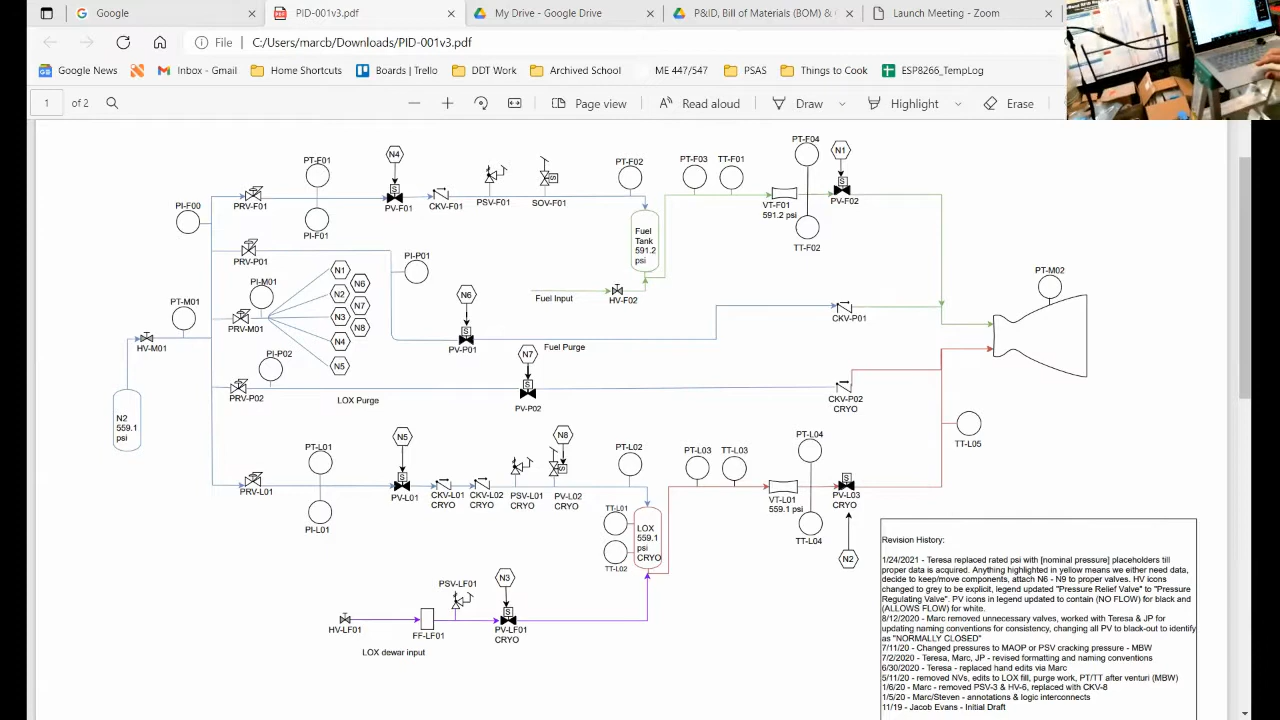 Google
PID-001v3.pdf
My Drive - Google Drive
P&ID, Bill of Materials (BOM
Launch Meeting - Zoom
File
C:/Users/marcb/Downloads/PID-001v3.pdf
Google News
Inbox - Gmail
Home Shortcuts
Boards | Trello
DDT Work
Archived School
ME 447/547
PSAS
Things to Cook
ESP8266_TempLog
1
of 2
Page view
Read aloud
Draw
Highlight
Erase
PT-F04
N1
PT-F01
N4
PT-F02
PT-F03
TT-F01
PI-F00
PRV-F01
PV-F01
CKV-F01
PSV-F01
SOV-F01
VT-F01
591.2 psi
PV-F02
PI-F01
Fuel
Tank
591.2
psi
TT-F02
PRV-P01
PI-P01
PT-M02
N1
PI-M01
N6
N6
Fuel Input
HV-F02
N2
N7
PT-M01
N3
N8
PRV-M01
CKV-P01
N4
HV-M01
PV-P01
Fuel Purge
PI-P02
N7
N5
PRV-P02
LOX Purge
PV-P02
CKV-P02
CRYO
N2
559.1
psi
TT-L05
PT-L01
N5
N8
PT-L02
PT-L03
TT-L03
PT-L04
PRV-L01
PV-L01
CKV-L01
CRYO
CKV-L02
CRYO
PSV-L01
CRYO
PV-L02
CRYO
VT-L01
559.1 psi
PV-L03
CRYO
PI-L01
TT-L01
LOX
559.1
psi
CRYO
TT-L02
TT-L04
N2
PSV-LF01
N3
HV-LF01
FF-LF01
PV-LF01
CRYO
LOX dewar input
Revision History:
1/24/2021 - Teresa replaced rated psi with [nominal pressure] placeholders till
proper data is acquired. Anything highlighted in yellow means we either need data,
decide to keep/move components, attach N6 - N9 to proper valves. HV icons
changed to grey to be explicit, legend updated "Pressure Relief Valve" to "Pressure
Regulating Valve". PV icons in legend updated to contain (NO FLOW) for black and
(ALLOWS FLOW) for white.
8/12/2020 - Marc removed unnecessary valves, worked with Teresa & JP for
updating naming conventions for consistency, changing all PV to black-out to identify
as "NORMALLY CLOSED"
7/11/20 - Changed pressures to MAOP or PSV cracking pressure - MBW
7/2/2020 - Teresa, Marc, JP - revised formatting and naming conventions
6/30/2020 - Teresa - replaced hand edits via Marc
5/11/20 - removed NVs, edits to LOX fill, purge work, PT/TT after venturi (MBW)
1/6/20 - Marc - removed PSV-3 & HV-6, replaced with CKV-8
1/5/20 - Marc/Steven - annotations & logic interconnects
11/19 - Jacob Evans - Initial Draft